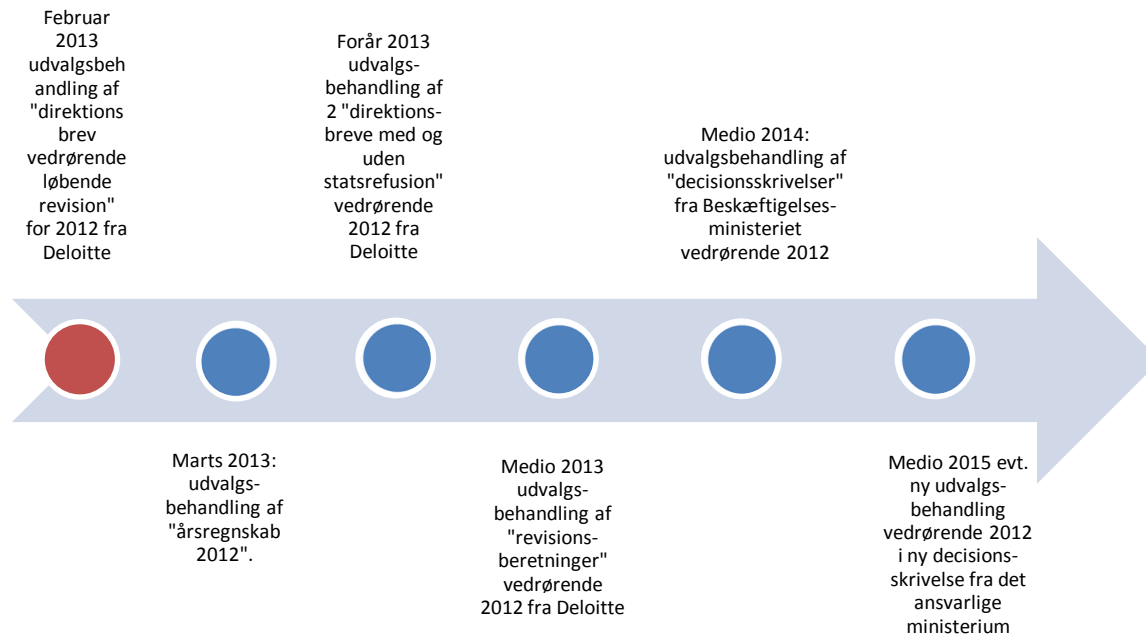 Februar
2013
udvalgsbeh
andling af
"direktions
brev
vedrørende
løbende
revision"
for 2012 fra
Deloitte
Marts 2013:
udvalgs-
behandling af
"årsregnskab
2012".
Forår 2013
udvalgs-
behandling af
2 "direktions-
breve med og
uden
statsrefusion"
vedrørende
2012 fra
Deloitte
Medio 2013
udvalgs-
behandling af
"revisions-
beretninger"
vedrørende
2012 fra Deloitte
Medio 2014:
udvalgsbehandling af
"decisionsskrivelser"
fra Beskæftigelses-
ministeriet
vedrørende 2012
Medio 2015 evt.
ny udvalgs-
behandling
vedrørende 2012
i ny decisions-
skrivelse fra det
ansvarlige
ministerium